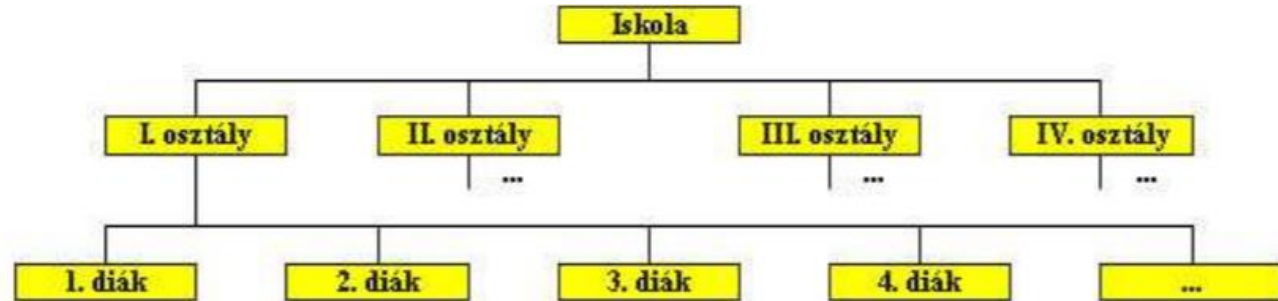 Iskola
I. osztály
II. osztály
III. osztály
IV. osztály
...
...
...
1. diák
2. diák
3. diák
4. diák
...